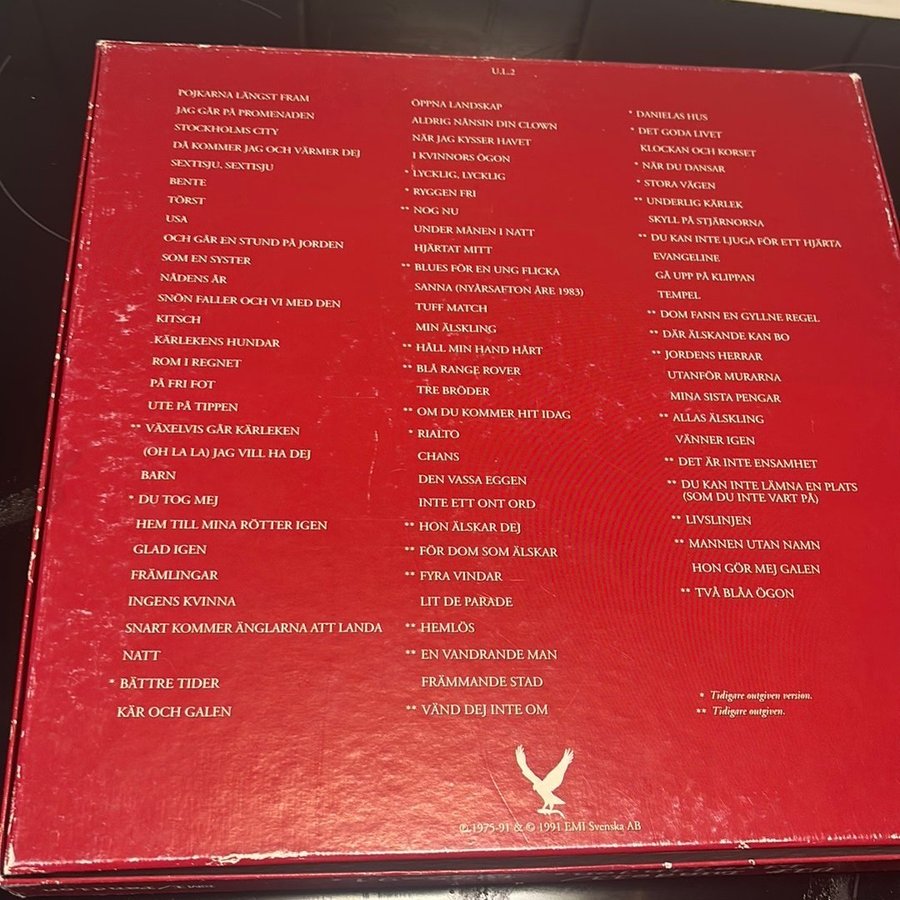 U.L.2
POJKARNA LÄNGST FRAM
JAG GÅR PÅ PROMENADEN
STOCKHOLMS CITY
DÅ KOMMER JAG OCH VÄRMER DEJ
SEXTISJU, SEXTISJU
BENTE
TÖRST
USA
OCH GÅR EN STUND PÅ JORDEN
SOM EN SYSTER
NÅDENS ÅR
SNÖN FALLER OCH VI MED DEN
KITSCH
KÄRLEKENS HUNDAR
ROM I REGNET
PÅ FRI FOT
UTE PÅ TIPPEN
** VÄXELVIS GÅR KÄRLEKEN
(OH LA LA) JAG VILL HA DEJ
BARN
* DU TOG MEJ
HEM TILL MINA RÖTTER IGEN
GLAD IGEN
FRÄMLINGAR
INGENS KVINNA
SNART KOMMER ÄNGLARNA ATT LANDA
NATT
* BÄTTRE TIDER
KÄR OCH GALEN
ÖPPNA LANDSKAP
ALDRIG NÅNSIN DIN CLOWN
NÄR JAG KYSSER HAVET
I KVINNORS ÖGON
* LYCKLIG, LYCKLIG
* RYGGEN FRI
** NOG NU
UNDER MÅNEN I NATT
HJÄRTAT MITT
** BLUES FÖR EN UNG FLICKA
SANNA (NYÅRSAFTON ÅRE 1983)
TUFF MATCH
MIN ÄLSKLING
** HÅLL MIN HAND HÅRT
** BLÅ RANGE ROVER
TRE BRÖDER
** OM DU KOMMER HIT IDAG
* RIALTO
CHANS
DEN VASSA EGGEN
INTE ETT ONT ORD
** HON ÄLSKAR DEJ
** FÖR DOM SOM ÄLSKAR
** FYRA VINDAR
LIT DE PARADE
** HEMLÖS
** EN VANDRANDE MAN
FRÄMMANDE STAD
** VÄND DEJ INTE OM
* DANIELAS HUS
* DET GODA LIVET
KLOCKAN OCH KORSET
* NÄR DU DANSAR
* STORA VÄGEN
** UNDERLIG KÄRLEK
SKYLL PÅ STJÄRNORNA
** DU KAN INTE LJUGA FÖR ETT HJÄRTA
EVANGELINE
GÅ UPP PÅ KLIPPAN
TEMPEL
** DOM FANN EN GYLLNE REGEL
** DÄR ÄLSKANDE KAN BO
** JORDENS HERRAR
UTANFÖR MURARNA
MINA SISTA PENGAR
** ALLAS ÄLSKLING
VÄNNER IGEN
** DET ÄR INTE ENSAMHET
** DU KAN INTE LÄMNA EN PLATS
(SOM DU INTE VART PÅ)
** LIVSLINJEN
** MANNEN UTAN NAMN
HON GÖR MEJ GALEN
** TVÅ BLÅA ÖGON
* Tidigare outgiven version.
** Tidigare outgiven.
℗ 1975-91 & © 1991 EMI Svenska AB